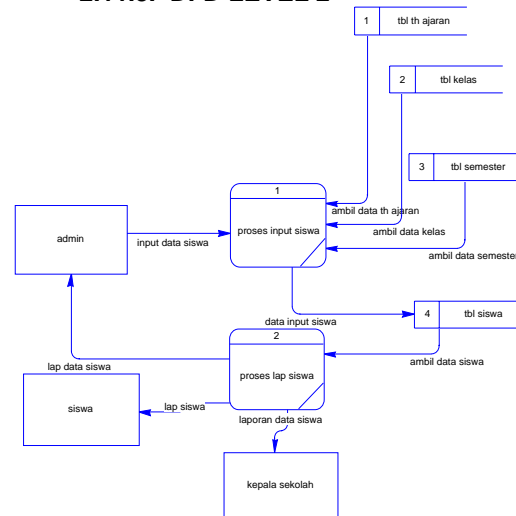 1 tbl th ajaran
2 tbl kelas
3 tbl semester
1
ambil data th ajaran
proses input siswa
ambil data kelas
admin
input data siswa
ambil data semester
4 tbl siswa
data input siswa
2
ambil data siswa
lap data siswa
proses lap siswa
siswa
lap siswa
laporan data siswa
kepala sekolah